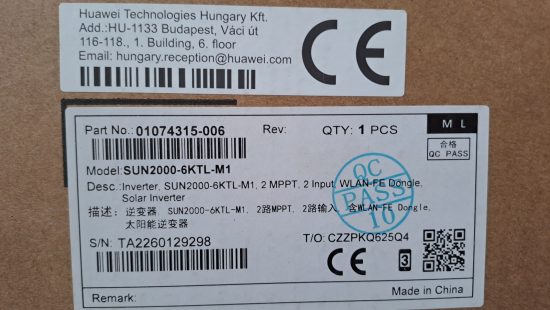 Huawei Technologies Hungary Kft.
Add.:HU-1133 Budapest, Váci út
116-118., 1. Building, 6. floor
Email: hungary.reception@huawei.com
CE
Part No.: 01074315-006 Rev: QTY: 1 PCS
M L
合格
QC PASS
Model:SUN2000-6KTL-M1
Desc.:Inverter, SUN2000-6KTL-M1, 2 MPPT, 2 Input, WLAN-FE Dongle,
Solar Inverter
描述: 逆变器, SUN2000-6KTL-M1, 2路MPPT, 2路输入, 含WLAN-FE Dongle,
太阳能逆变器
QC
PASS
10
S/N: TA2260129298 T/O: CZZPKQ625Q4
CE
3
Remark: Made in China